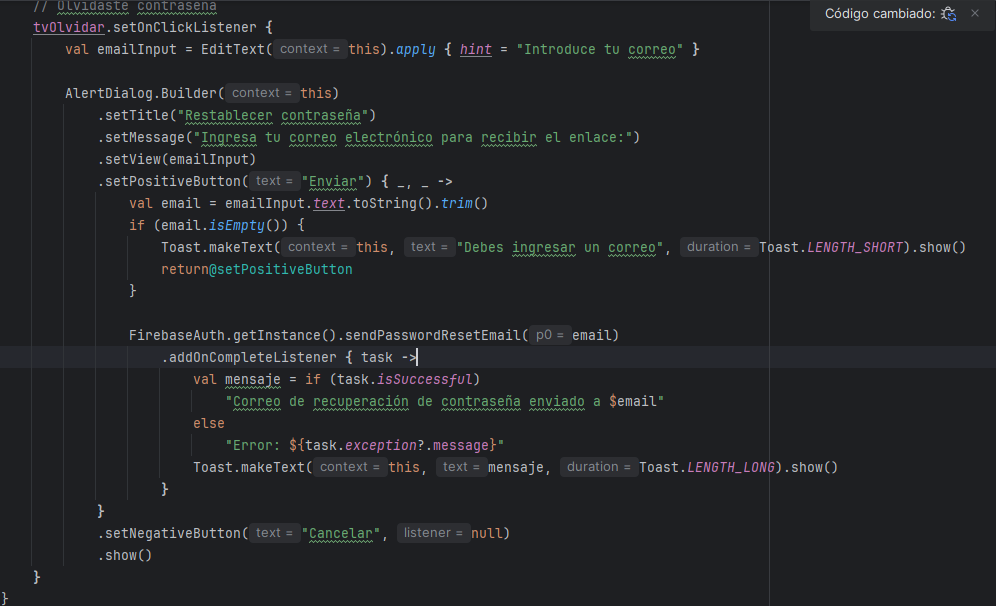 // Olvidaste contraseña
Código cambiado:
tvOlvidar.setOnClickListener {
val emailInput = EditText( context = this).apply { hint = "Introduce tu correo" }
AlertDialog.Builder( context = this)
.setTitle("Restablecer contraseña")
.setMessage("Ingresa tu correo electrónico para recibir el enlace:")
.setView(emailInput)
.setPositiveButton( text = "Enviar") { _, _ ->
val email = emailInput.text.toString().trim()
if (email.isEmpty()) {
Toast.makeText( context = this, text = "Debes ingresar un correo", duration = Toast.LENGTH_SHORT).show()
return@setPositiveButton
}
FirebaseAuth.getInstance().sendPasswordResetEmail( p0 = email)
.addOnCompleteListener { task ->
val mensaje = if (task.isSuccessful)
"Correo de recuperación de contraseña enviado a $email"
else
"Error: ${task.exception?.message}"
Toast.makeText( context = this, text = mensaje, duration = Toast.LENGTH_LONG).show()
}
}
.setNegativeButton( text = "Cancelar", listener = null)
.show()
}
}